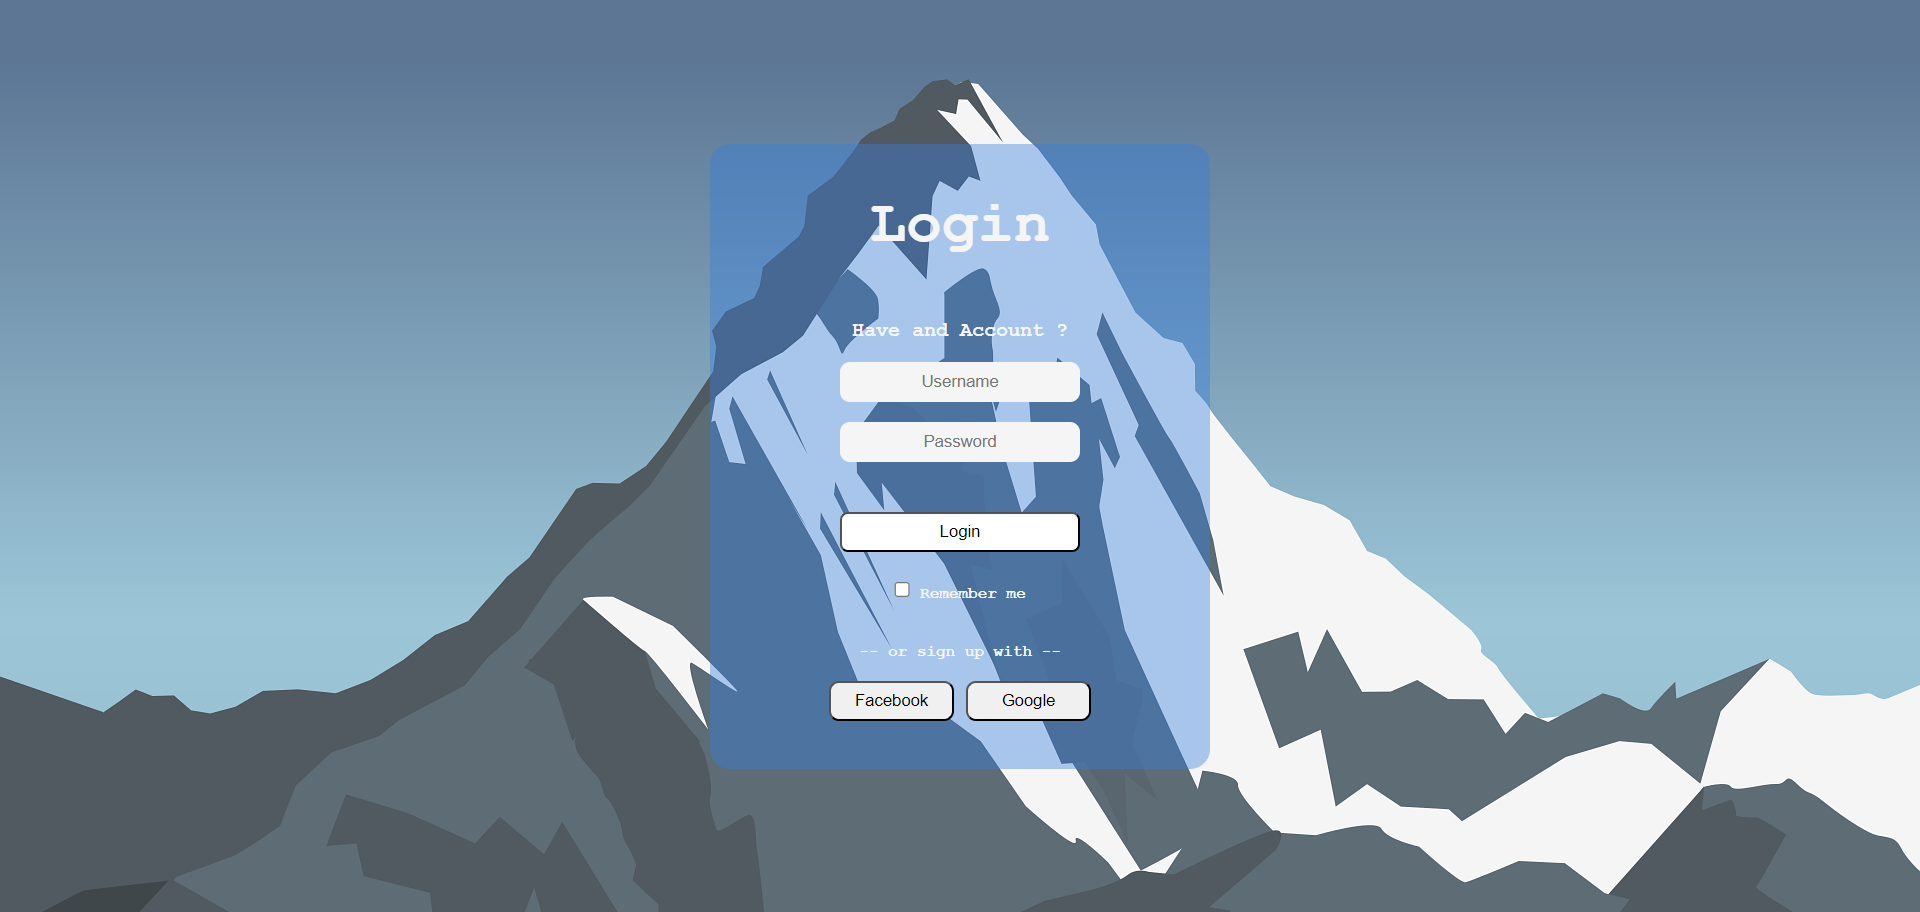 Login
Have and Account ?
Username
Password
Login
Remember me
-- or sign up with --
Facebook Google